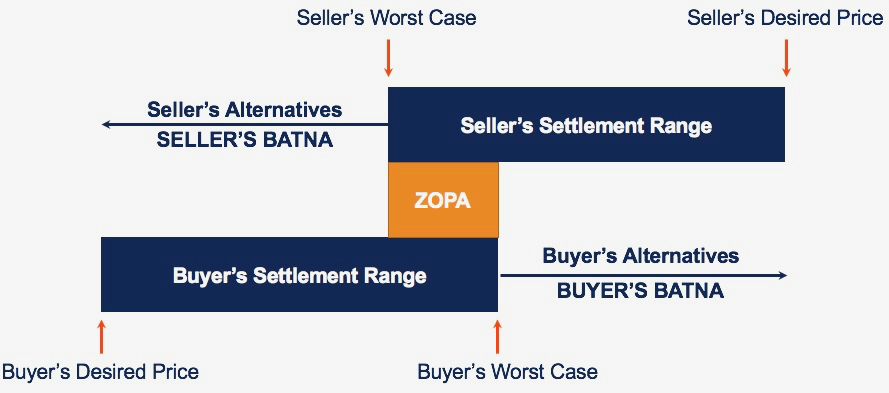 Seller’s Worst Case
Seller’s Desired Price
Seller’s Alternatives
SELLER’S BATNA
Seller’s Settlement Range
ZOPA
Buyer’s Settlement Range
Buyer’s Alternatives
BUYER’S BATNA
Buyer’s Desired Price
Buyer’s Worst Case